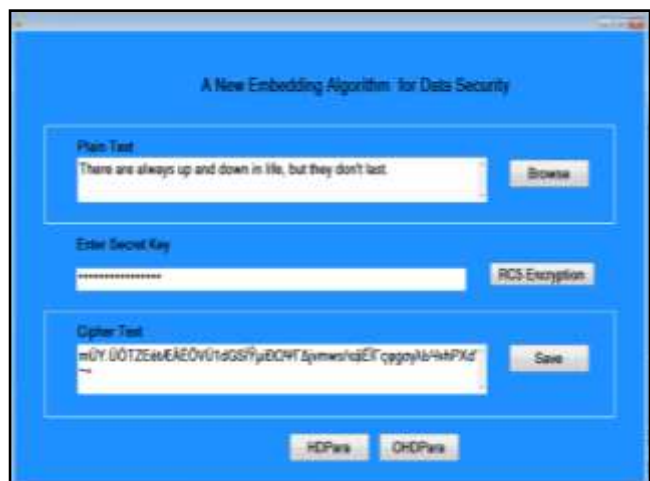 A New Embedding Algorithm for Data Security
Plain Text
There are always up and down in life, but they don't last.
Browse
Enter Secret Key
RC5 Encryption
Cipher Text
Save
HDPara
OHDPara